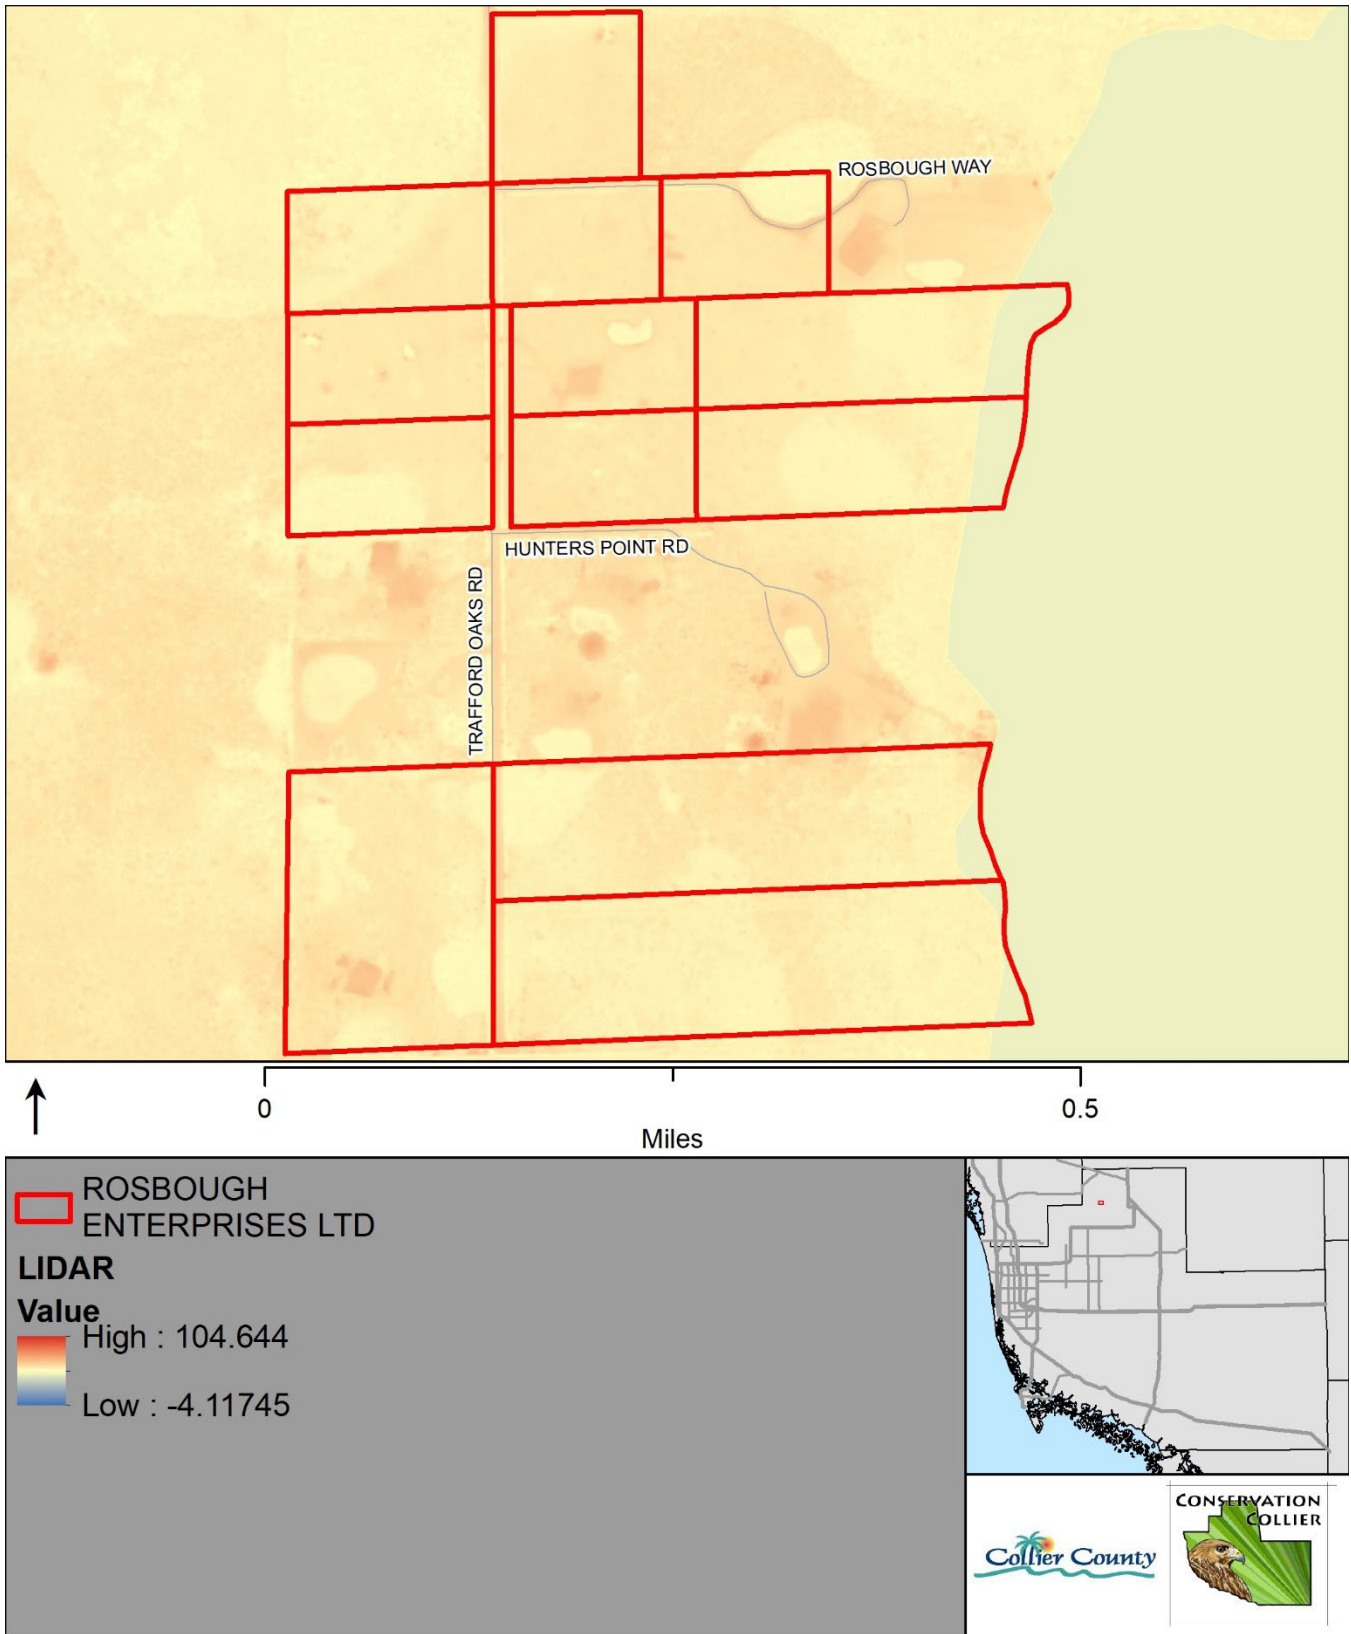 ROSBOUGH WAY
HUNTERS POINT RD
TRAFFORD OAKS RD
0
0.5
Miles
ROSBOUGH
ENTERPRISES LTD
LIDAR
Value
High : 104.644
Low : -4.11745
CONSERVATION
COLLIER
Collier County